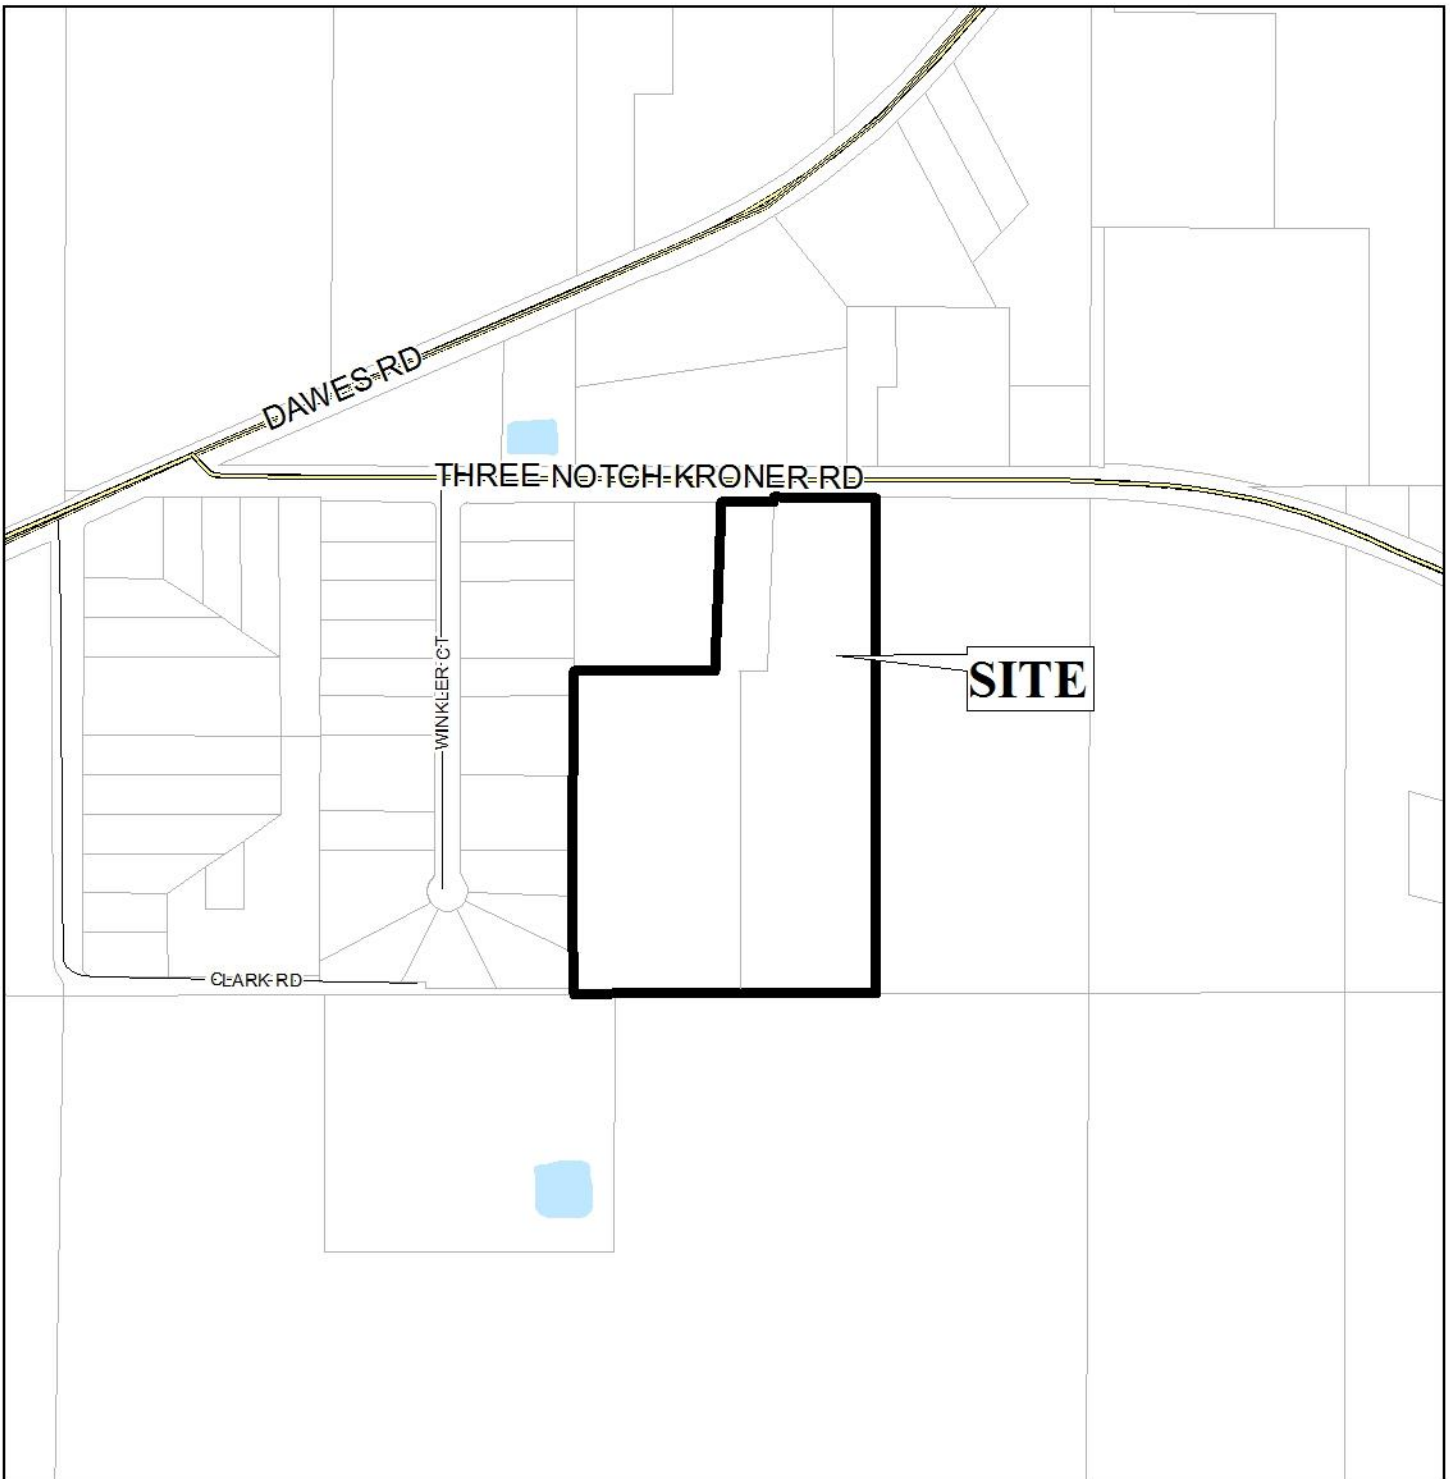 DAWES RD
THREE NOTCH-KRONER RD
WINKLER CT
SITE
CLARK RD